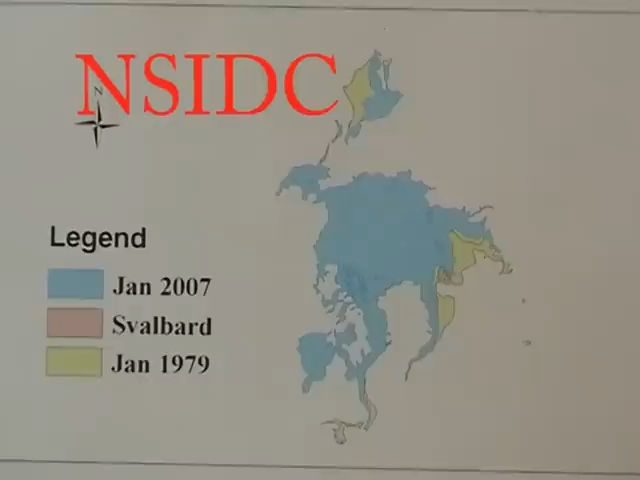 NSIDC
N
Legend
Jan 2007
Svalbard
Jan 1979